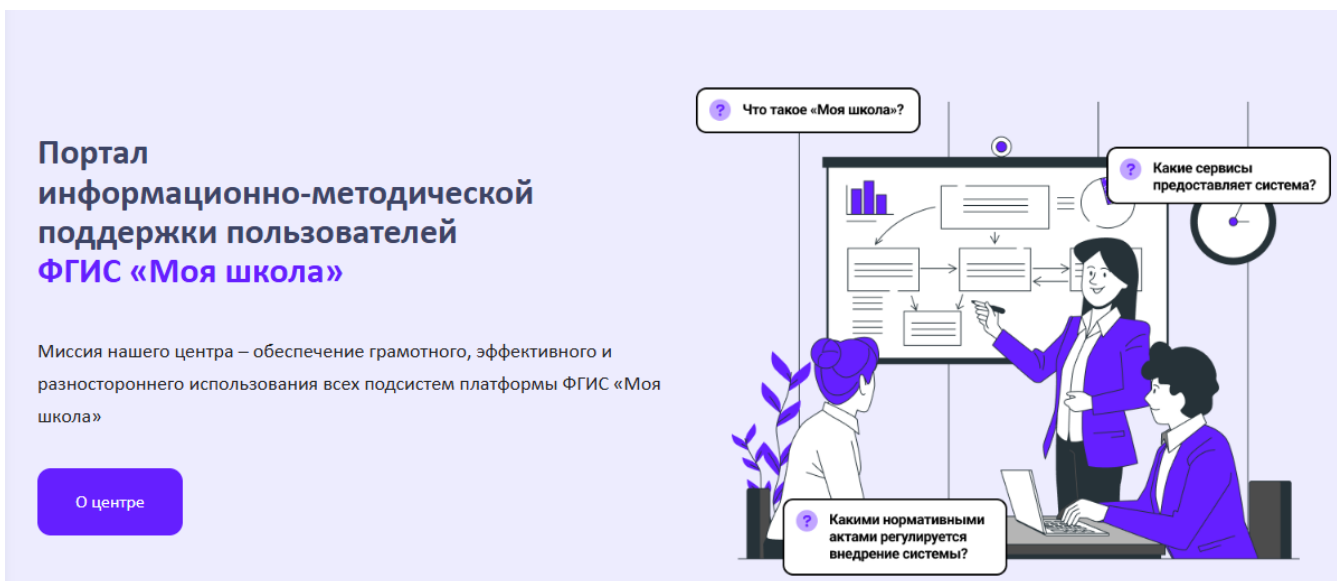 Портал
информационно-методической
поддержки пользователей
ФГИС «Моя школа»
Миссия нашего центра – обеспечение грамотного, эффективного и
разностороннего использования всех подсистем платформы ФГИС «Моя
школа»
О центре
? Что такое «Моя школа»?
? Какие сервисы
предоставляет система?
? Какими нормативными
актами регулируется
внедрение системы?